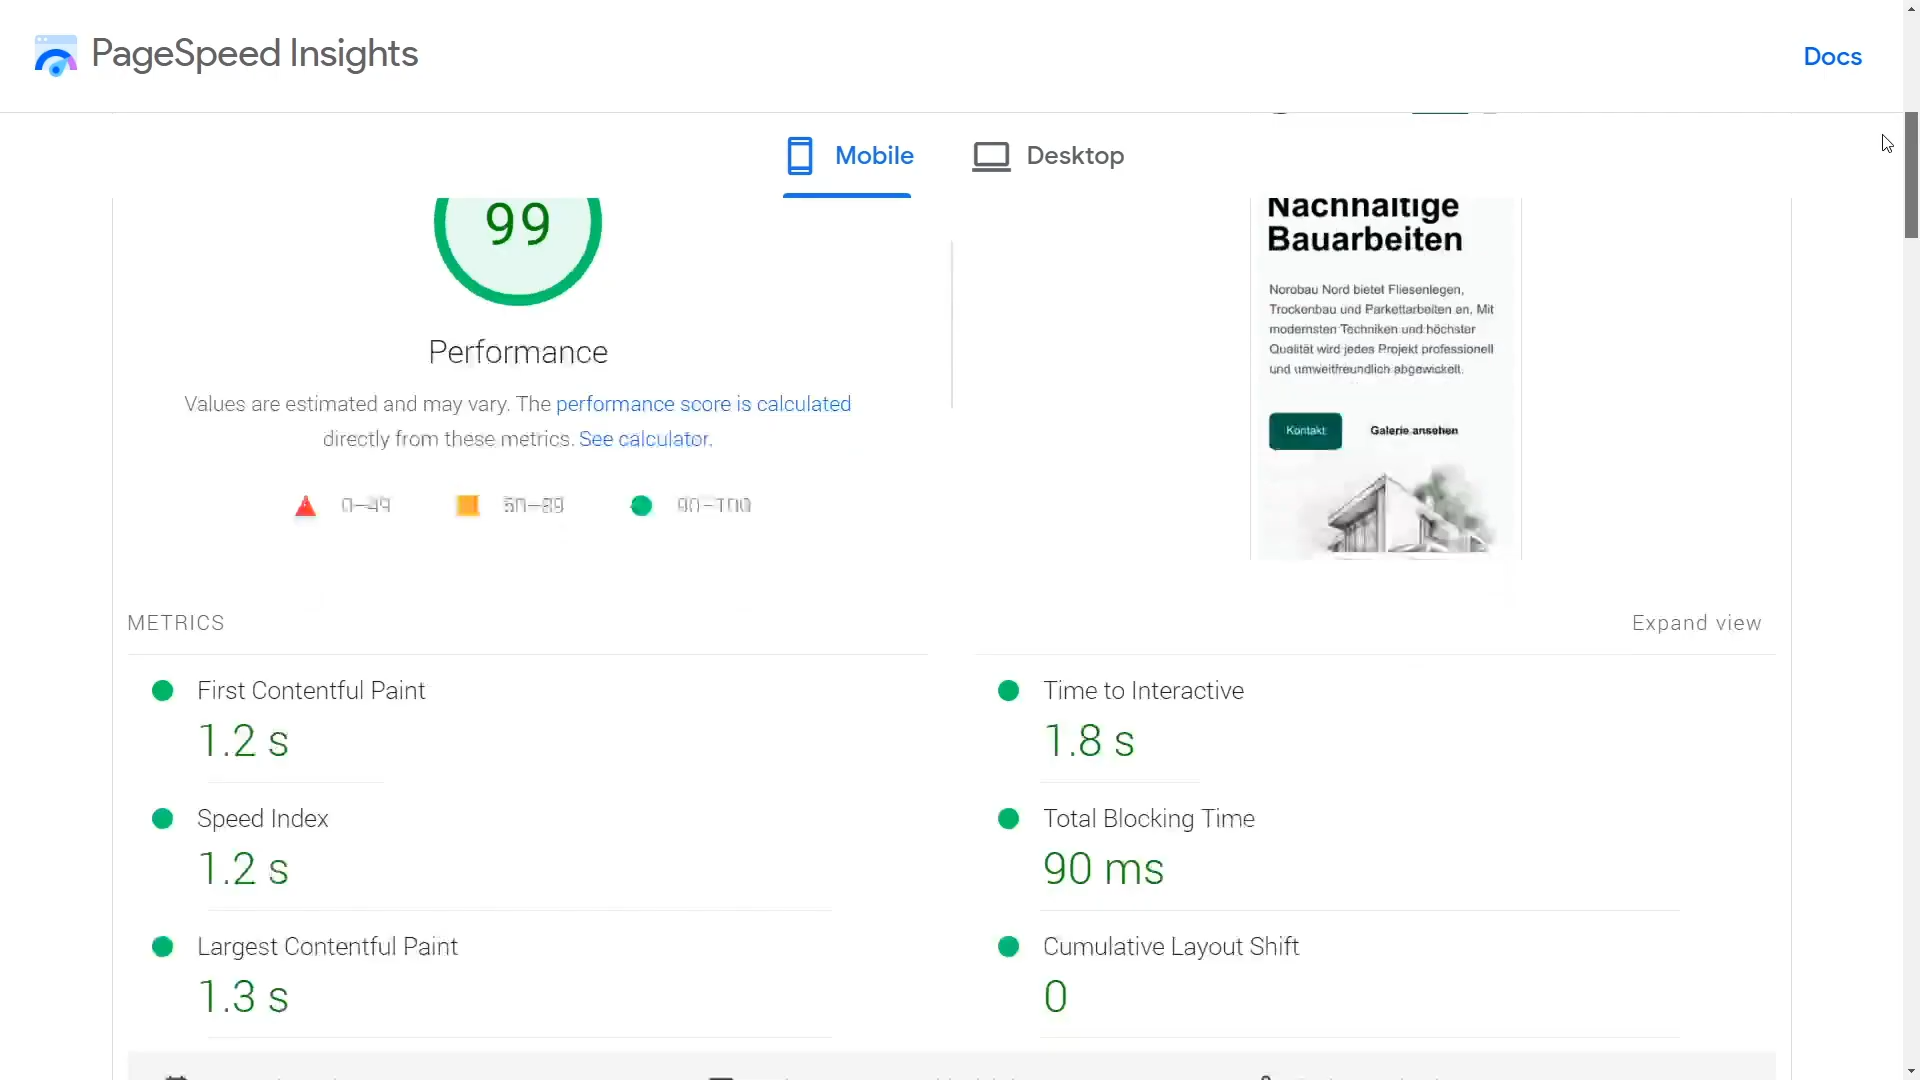 PageSpeed Insights
Docs
Mobile
Desktop
99
Performance
Values are estimated and may vary. The performance score is calculated
directly from these metrics. See calculator.
0–49
50–89
90–100
Nachhaltige
Bauarbeiten
Norobau Nord bietet Fliesenlegen,
Trockenbau und Parkettarbeiten an, Mit
modernsten Techniken und höchster
Qualität wird jedes Projekt professionell
und umweltfreundlich abgewickelt.
Kontakt
Galerie ansehen
METRICS
Expand view
First Contentful Paint
1.2 s
Time to Interactive
1.8 s
Speed Index
1.2 s
Total Blocking Time
90 ms
Largest Contentful Paint
1.3 s
Cumulative Layout Shift
0